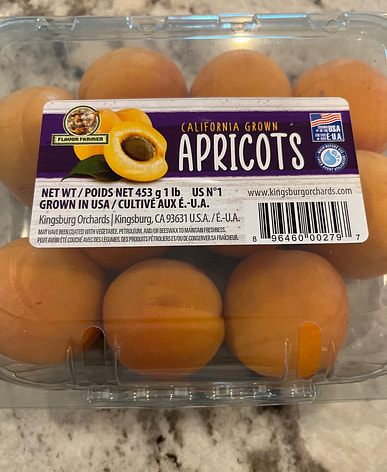 FLAVOR FARMER
CALIFORNIA GROWN
APRICOTS
USA
É-U.A.
NET WT / POIDS NET 453 g 1 lb US N°1
GROWN IN USA / CULTIVÉ AUX É.-U.A.
Kingsburg Orchards | Kingsburg, CA 93631 U.S.A. / É.-U.A.
MAY HAVE BEEN COATED WITH VEGETABLE, PETROLEUM, AND/OR BEESWAX TO MAINTAIN FRESHNESS.
PEUT AVOIR ÉTÉ COUCHÉ AVEC DES LÉGUMES, DES PRODUITS PÉTROLIERS ET/OU DE CONSERVER SA FRAÎCHEUR.
www.kingsburgorchards.com
8 96460 00279 7